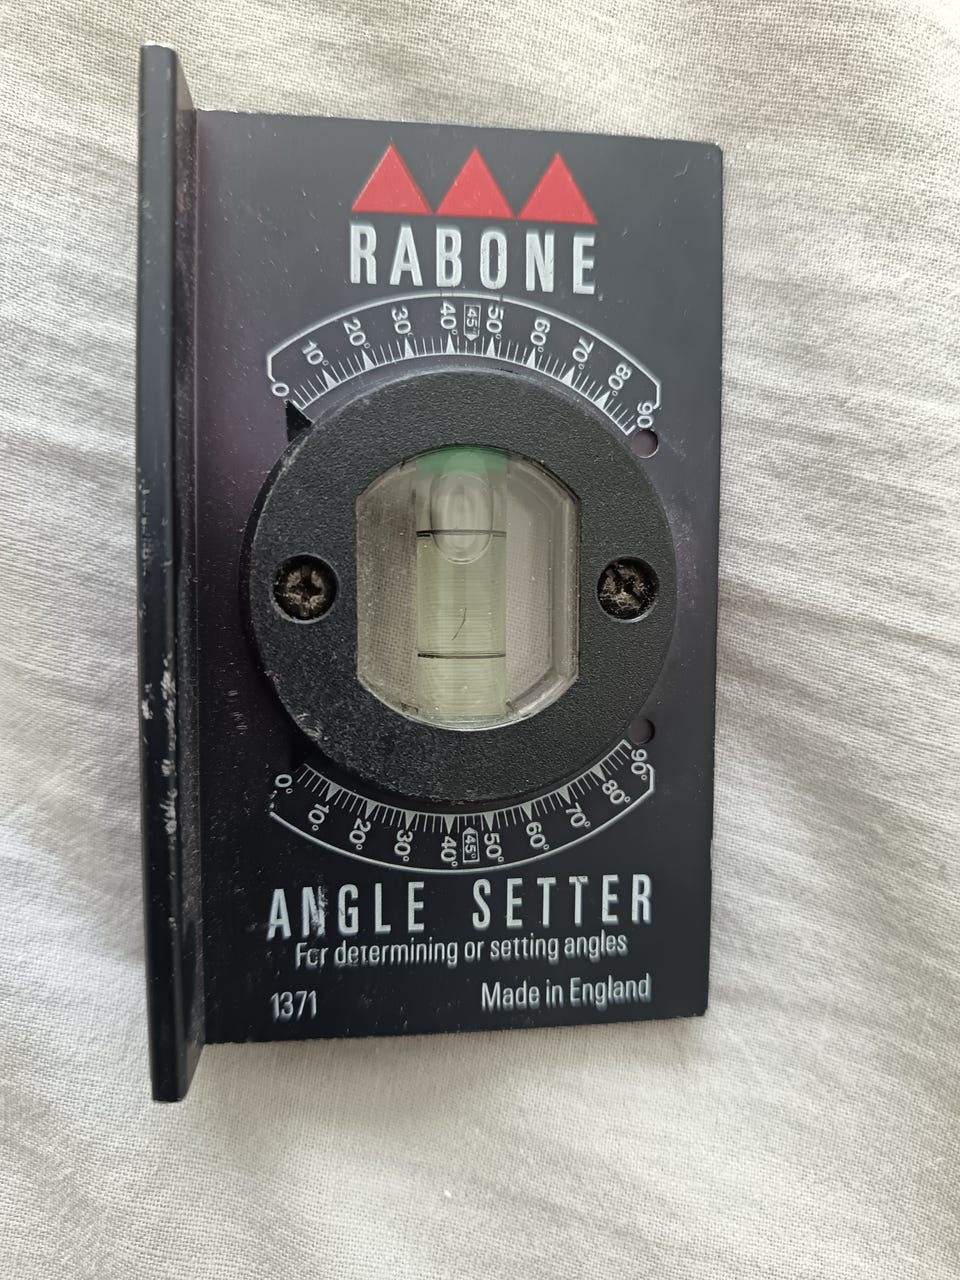 RABONE
0° 10° 20° 30° 40° 45° 50° 60° 70° 80° 90°
0° 10° 20° 30° 40° 45° 50° 60° 70° 80° 90°
ANGLE SETTER
For determining or setting angles
1371 Made in England